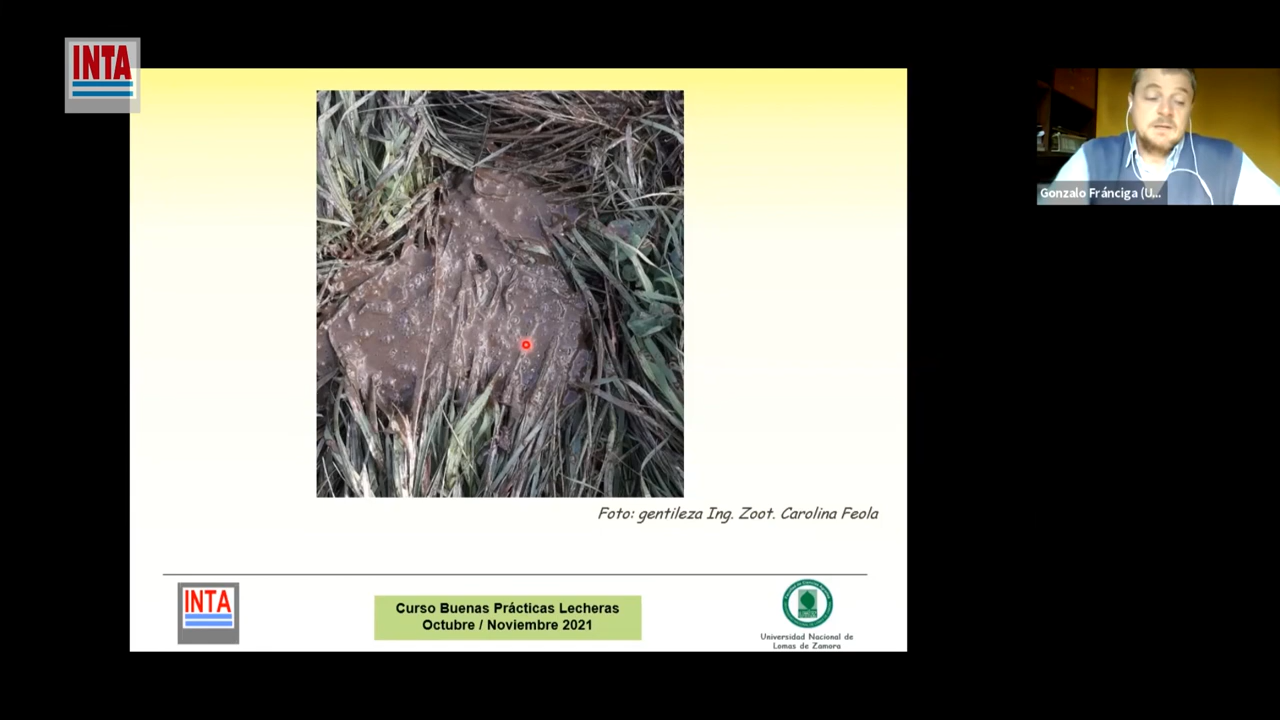 INTA
Gonzalo Fránciga (U...
Foto: gentileza Ing. Zoot. Carolina Feola
INTA
Curso Buenas Prácticas Lecheras
Octubre / Noviembre 2021
Universidad Nacional de
Lomas de Zamora